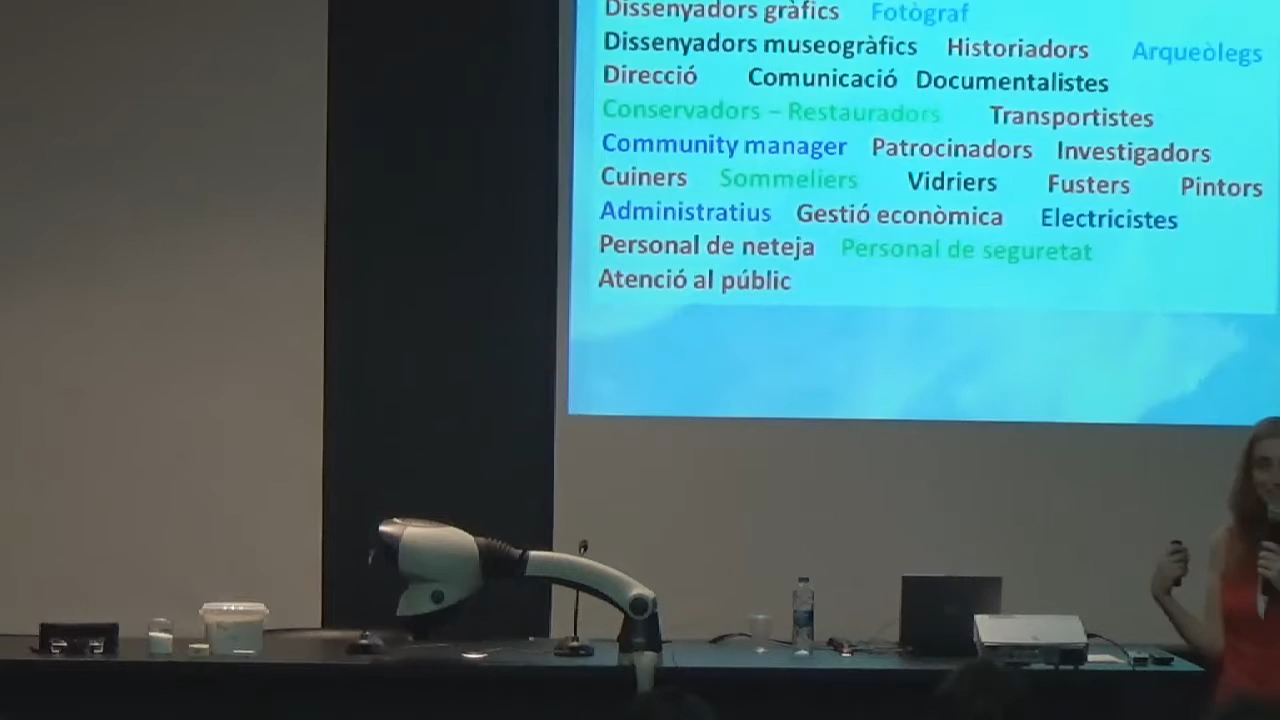 Dissenyadors gràfics Fotògraf
Dissenyadors museogràfics Historiadors Arqueòlegs
Direcció Comunicació Documentalistes
Conservadors – Restauradors Transportistes
Community manager Patrocinadors Investigadors
Cuiners Sommeliers Vidriers Fusters Pintors
Administratius Gestió econòmica Electricistes
Personal de neteja Personal de seguretat
Atenció al públic